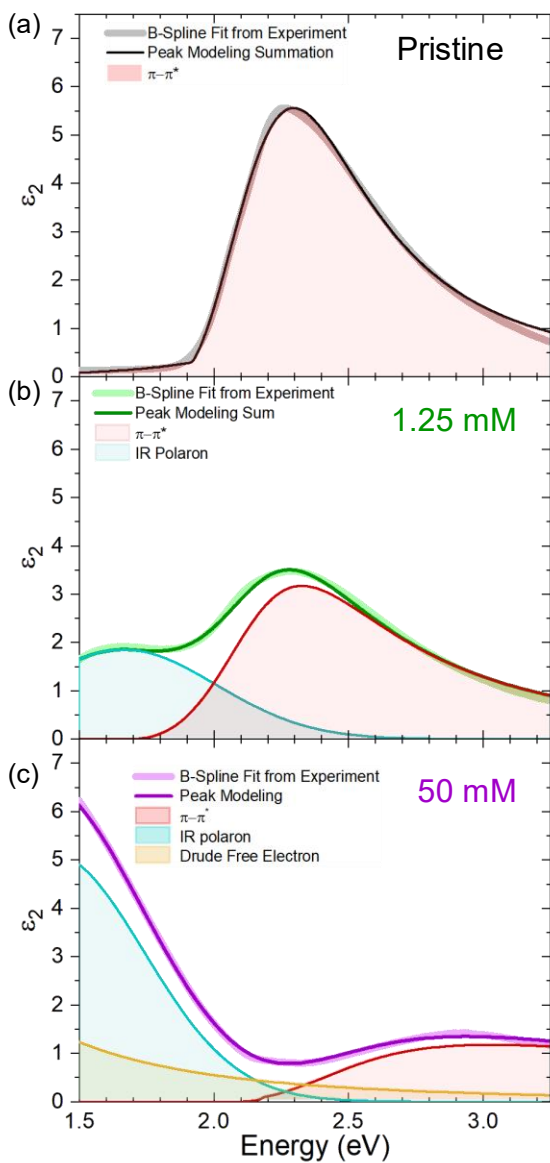 (a)
B-Spline Fit from Experiment
Peak Modeling Summation
π−π*
Pristine
7
6
5
4
3
2
1
0
ε2
(b)
B-Spline Fit from Experiment
Peak Modeling Sum
π−π*
IR Polaron
1.25 mM
7
6
5
4
3
2
1
0
ε2
(c)
B-Spline Fit from Experiment
Peak Modeling
π−π*
IR polaron
Drude Free Electron
50 mM
7
6
5
4
3
2
1
0
ε2
1.5 2.0 2.5 3.0
Energy (eV)